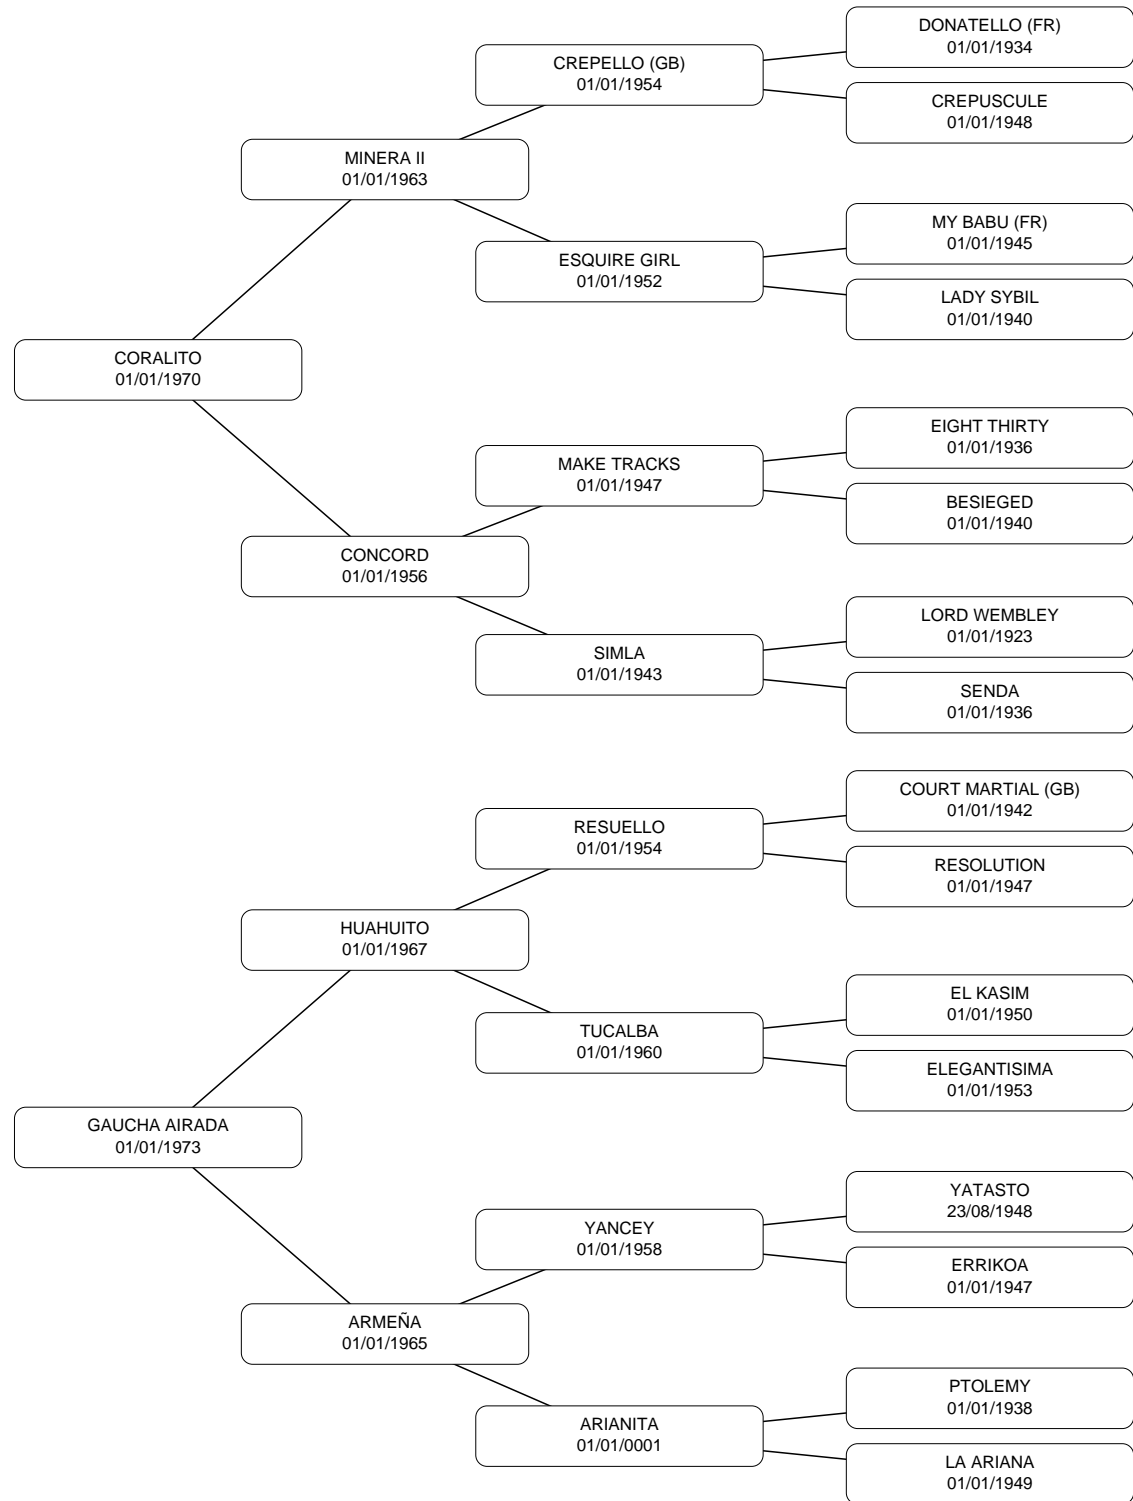 DONATELLO (FR)
01/01/1934
CREPELLO (GB)
01/01/1954
CREPUSCULE
01/01/1948
MINERA II
01/01/1963
MY BABU (FR)
01/01/1945
ESQUIRE GIRL
01/01/1952
LADY SYBIL
01/01/1940
CORALITO
01/01/1970
EIGHT THIRTY
01/01/1936
MAKE TRACKS
01/01/1947
BESIEGED
01/01/1940
CONCORD
01/01/1956
LORD WEMBLEY
01/01/1923
SIMLA
01/01/1943
SENDA
01/01/1936
COURT MARTIAL (GB)
01/01/1942
RESUELLO
01/01/1954
RESOLUTION
01/01/1947
HUAHUITO
01/01/1967
EL KASIM
01/01/1950
TUCALBA
01/01/1960
ELEGANTISIMA
01/01/1953
GAUCHA AIRADA
01/01/1973
YATASTO
23/08/1948
YANCEY
01/01/1958
ERRIKOA
01/01/1947
ARMEÑA
01/01/1965
PTOLEMY
01/01/1938
ARIANITA
01/01/0001
LA ARIANA
01/01/1949